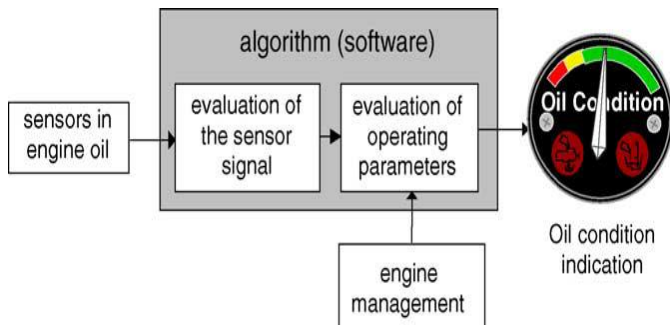 algorithm (software)
sensors in
engine oil
evaluation of
the sensor
signal
evaluation of
operating
parameters
Oil Condition
engine
management
Oil condition
indication